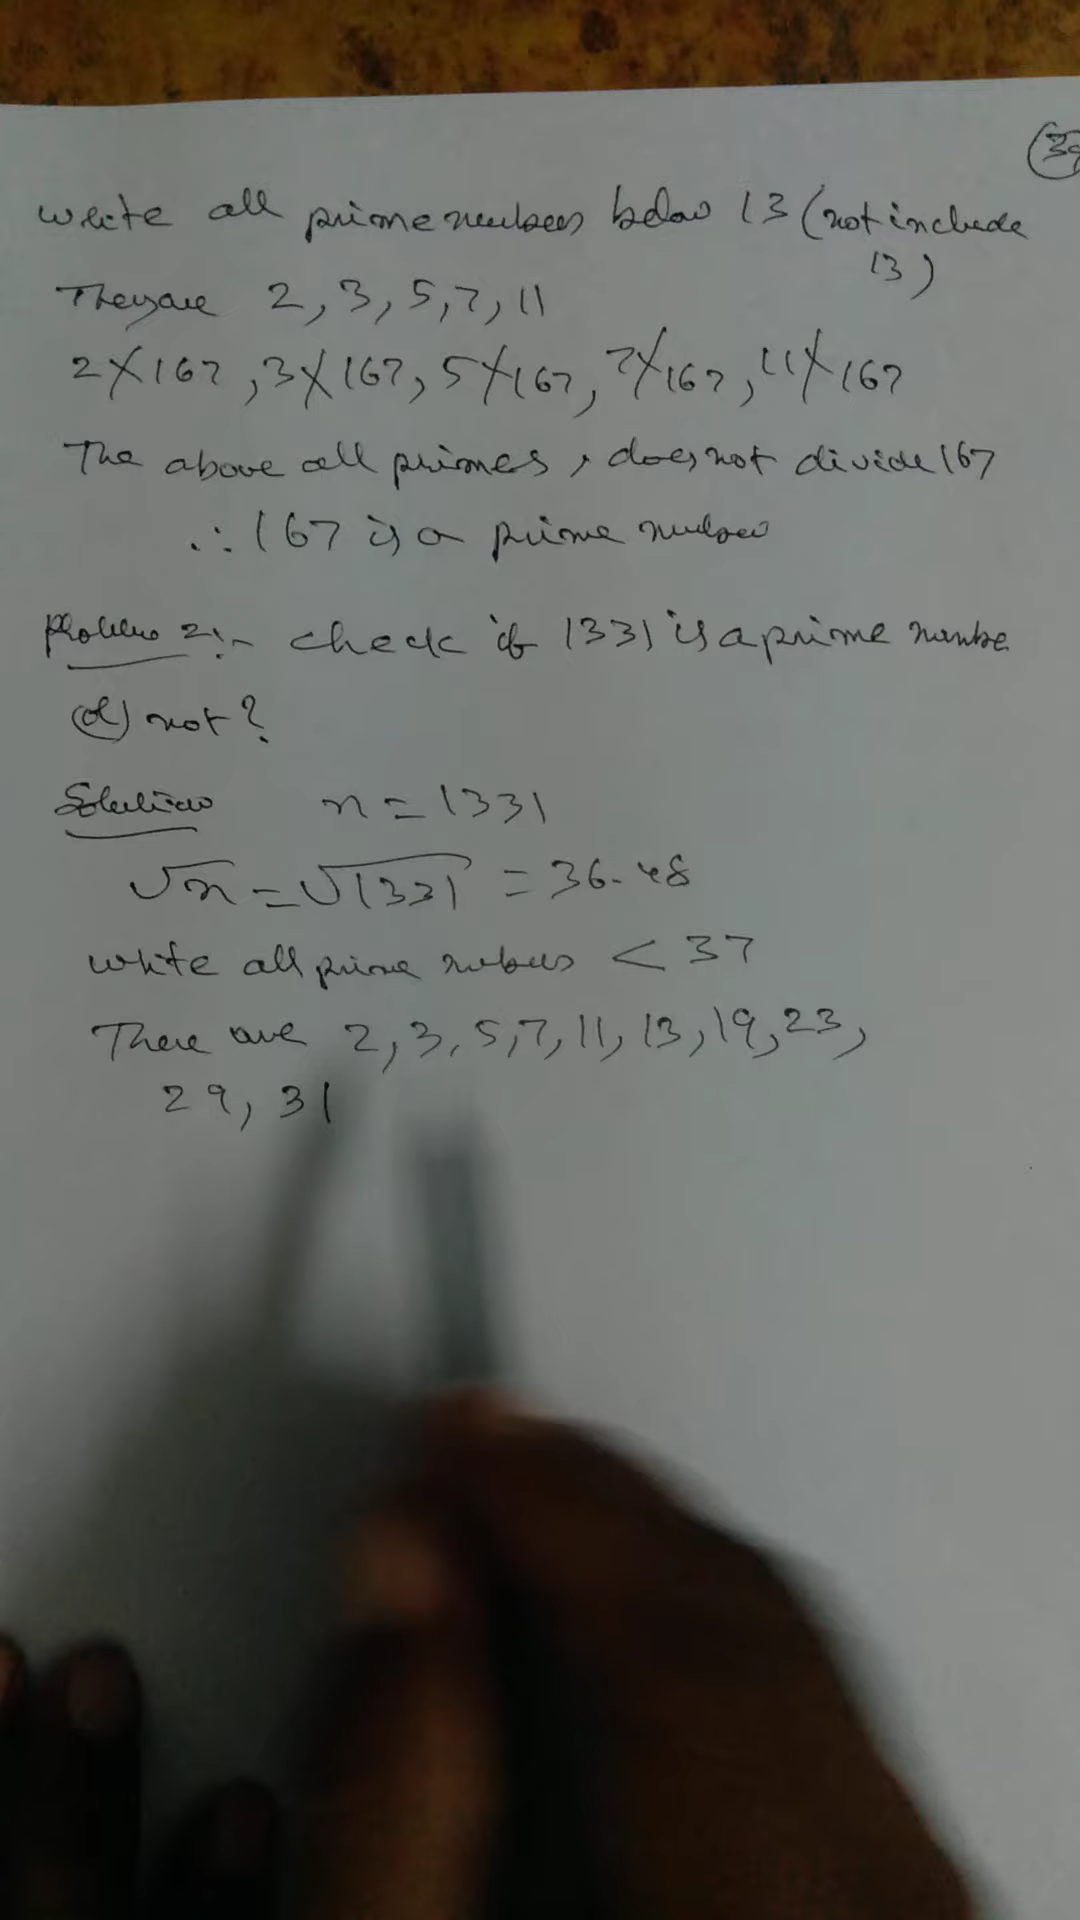 39
write all prime numbers below 13 (not include
13)
They are 2, 3, 5, 7, 11
2 ∤ 167, 3 ∤ 167, 5 ∤ 167, 7 ∤ 167, 11 ∤ 167
The above all primes, does not divide 167
∴ 167 is a prime number
Problem 2:- check if 1331 is a prime numbe
(or) not?
Solution n = 1331
√n = √1331 = 36.48
write all prime numbers < 37
There are 2, 3, 5, 7, 11, 13, 19, 23,
29, 31